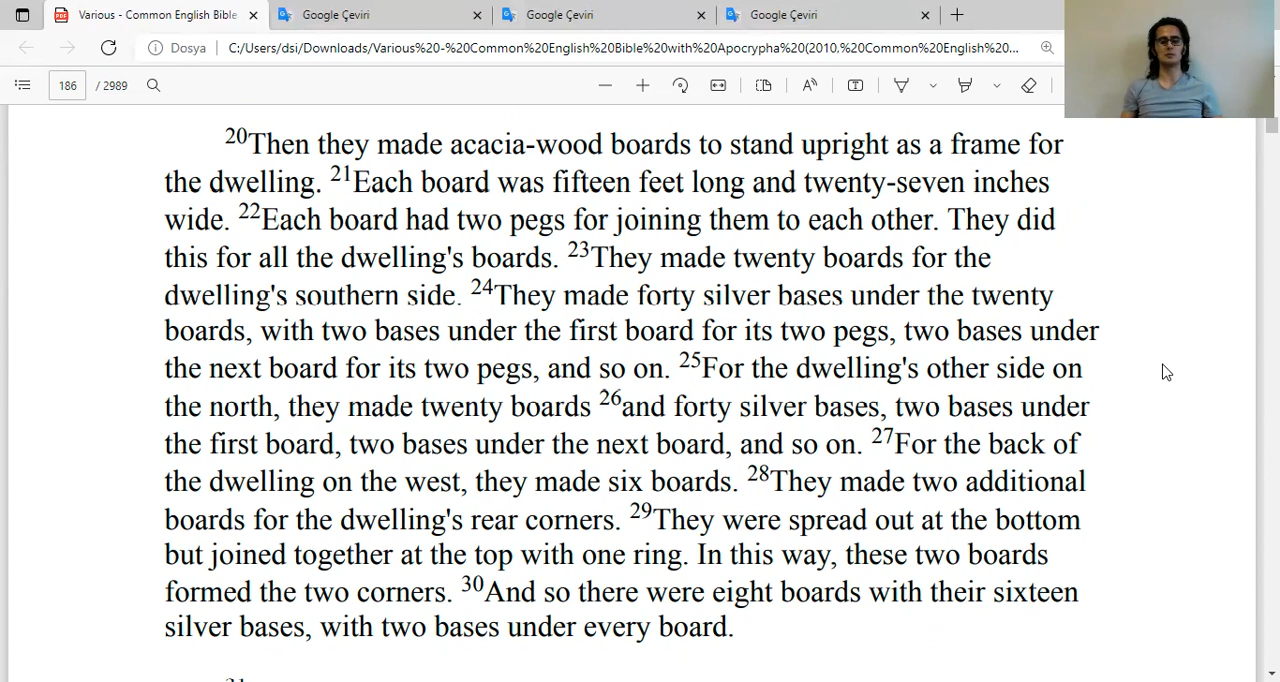 Various - Common English Bible
Google Çeviri
Google Çeviri
Google Çeviri
Dosya
C:/Users/dsi/Downloads/Various%20-%20Common%20English%20Bible%20with%20Apocrypha%20(2010,%20Common%20English%20...
186 / 2989
20Then they made acacia-wood boards to stand upright as a frame for
the dwelling. 21Each board was fifteen feet long and twenty-seven inches
wide. 22Each board had two pegs for joining them to each other. They did
this for all the dwelling's boards. 23They made twenty boards for the
dwelling's southern side. 24They made forty silver bases under the twenty
boards, with two bases under the first board for its two pegs, two bases under
the next board for its two pegs, and so on. 25For the dwelling's other side on
the north, they made twenty boards 26and forty silver bases, two bases under
the first board, two bases under the next board, and so on. 27For the back of
the dwelling on the west, they made six boards. 28They made two additional
boards for the dwelling's rear corners. 29They were spread out at the bottom
but joined together at the top with one ring. In this way, these two boards
formed the two corners. 30And so there were eight boards with their sixteen
silver bases, with two bases under every board.